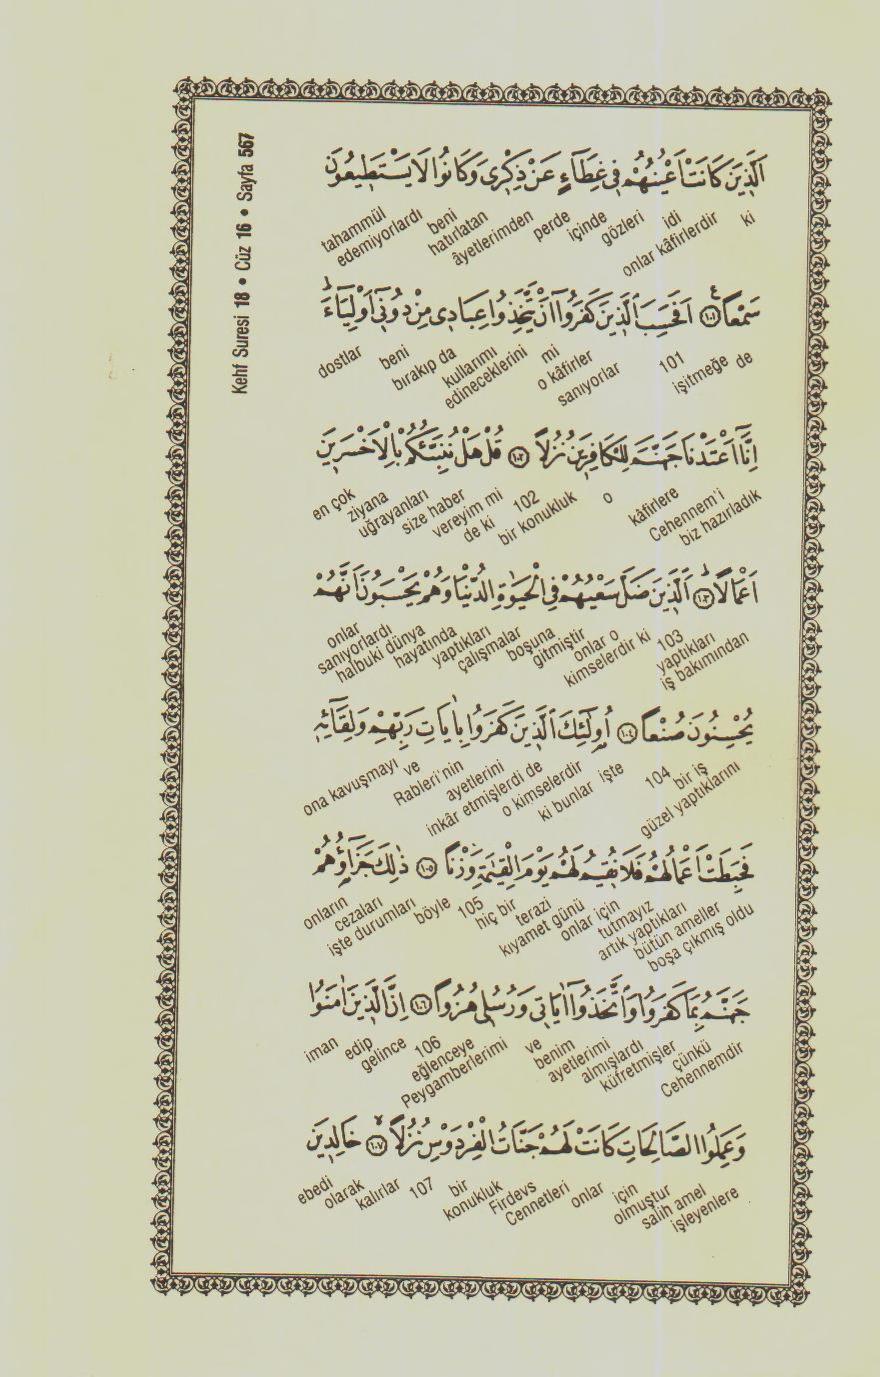 Kehf Suresi 18 • Cüz 16 • Sayfa 567
اَلَّذ۪ينَ كَانَتْ اَعْيُنُهُمْ ف۪ي غِطَٓاءٍ عَنْ ذِكْر۪ي وَكَانُوا لَا يَسْتَط۪يعُونَ
ki idi onlar kâfirlerdir gözleri içinde perde âyetlerimden hatırlatan beni edemiyorlardı tahammül
سَمْعاً ﴿١٠١﴾ اَفَحَسِبَ الَّذ۪ينَ كَفَرُٓوا اَنْ يَتَّخِذُوا عِبَاد۪ي مِنْ دُون۪ٓي اَوْلِيَٓاءَ
de işitmeğe 101 sanıyorlar o kâfirler mi edineceklerini kullarımı bırakıp da beni dostlar
اِنَّٓا اَعْتَدْنَا جَهَنَّمَ لِلْكَافِر۪ينَ نُزُلاً ﴿١٠٢﴾ قُلْ هَلْ نُنَبِّئُكُمْ بِالْاَخْسَر۪ينَ
biz hazırladık Cehennem'i kâfirlere o bir konukluk 102 de ki vereyim mi size haber uğrayanları ziyana en çok
اَعْمَالاً ﴿١٠٣﴾ اَلَّذ۪ينَ ضَلَّ سَعْيُهُمْ فِي الْحَيٰوةِ الدُّنْيَا وَهُمْ يَحْسَبُونَ اَنَّهُمْ
iş bakımından yaptıkları 103 kimselerdir ki onlar o gitmiştir boşuna çalışmalar yaptıkları hayatında halbuki dünya sanıyorlardı onlar
يُحْسِنُونَ صُنْعاً ﴿١٠٤﴾ اُو۬لٰٓئِكَ الَّذ۪ينَ كَفَرُوا بِاٰيَاتِ رَبِّهِمْ وَلِقَٓائِه۪
güzel yaptıklarını bir iş 104 işte ki bunlar o kimselerdir inkâr etmişlerdi de ayetlerini Rableri'nin ve ona kavuşmayı
فَحَبِطَتْ اَعْمَالُهُمْ فَلَا نُق۪يمُ لَهُمْ يَوْمَ الْقِيٰمَةِ وَزْناً ﴿١٠٥﴾ ذٰلِكَ جَزَٓاؤُهُمْ
boşa çıkmış oldu bütün ameller artık yaptıkları tutmayız onlar için kıyamet günü terazi hiç bir 105 böyle işte durumları cezaları onların
جَهَنَّمُ بِمَا كَفَرُوا وَاتَّخَذُٓوا اٰيَات۪ي وَرُسُل۪ي هُزُواً ﴿١٠٦﴾ اِنَّ الَّذ۪ينَ اٰمَنُوا
Cehennemdir çünkü küfretmişler almışlardı ayetlerimi benim ve Peygamberlerimi eğlenceye 106 gelince edip iman
وَعَمِلُوا الصَّالِحَاتِ كَانَتْ لَهُمْ جَنَّاتُ الْفِرْدَوْسِ نُزُلاً ﴿١٠٧﴾ خَالِد۪ينَ
işleyenlere salih amel olmuştur için onlar Cennetleri Firdevs konukluk bir 107 kalırlar olarak ebedi